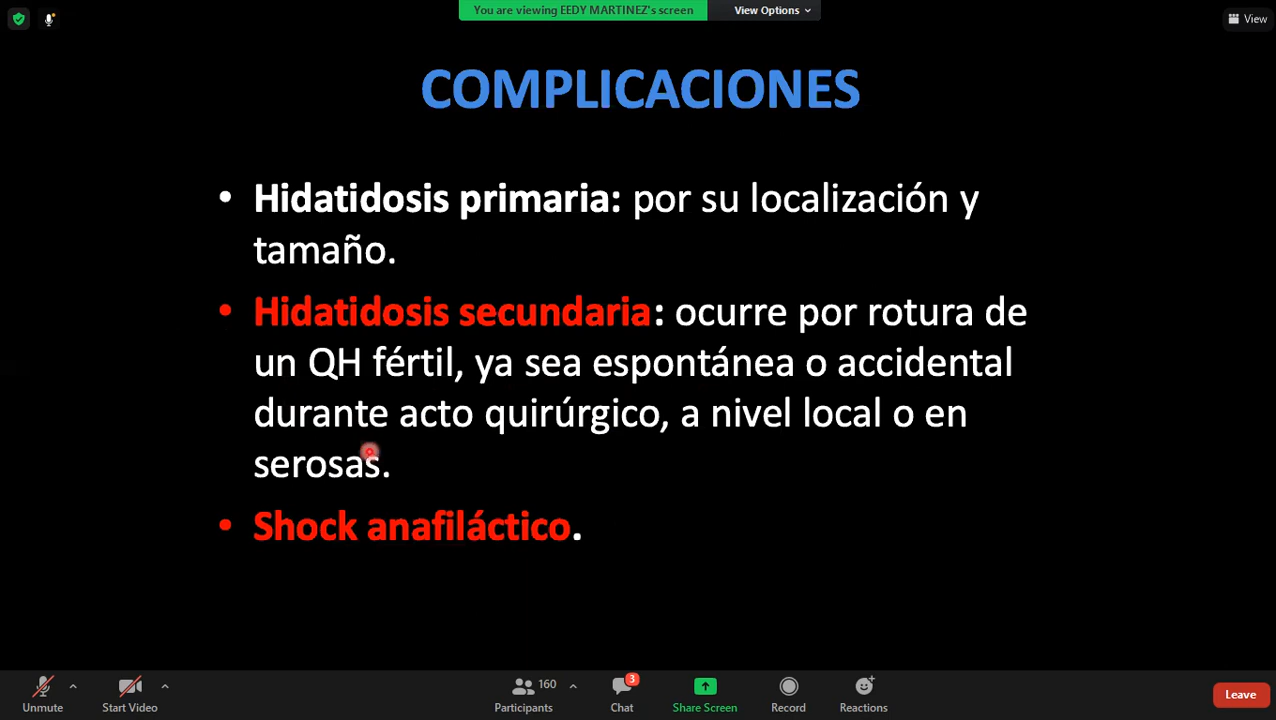 You are viewing EEDY MARTINEZ's screen
View Options
View
COMPLICACIONES
• Hidatidosis primaria: por su localización y
tamaño.
• Hidatidosis secundaria: ocurre por rotura de
un QH fértil, ya sea espontánea o accidental
durante acto quirúrgico, a nivel local o en
serosas.
• Shock anafiláctico.
Unmute
Start Video
160
Participants
3
Chat
Share Screen
Record
Reactions
Leave